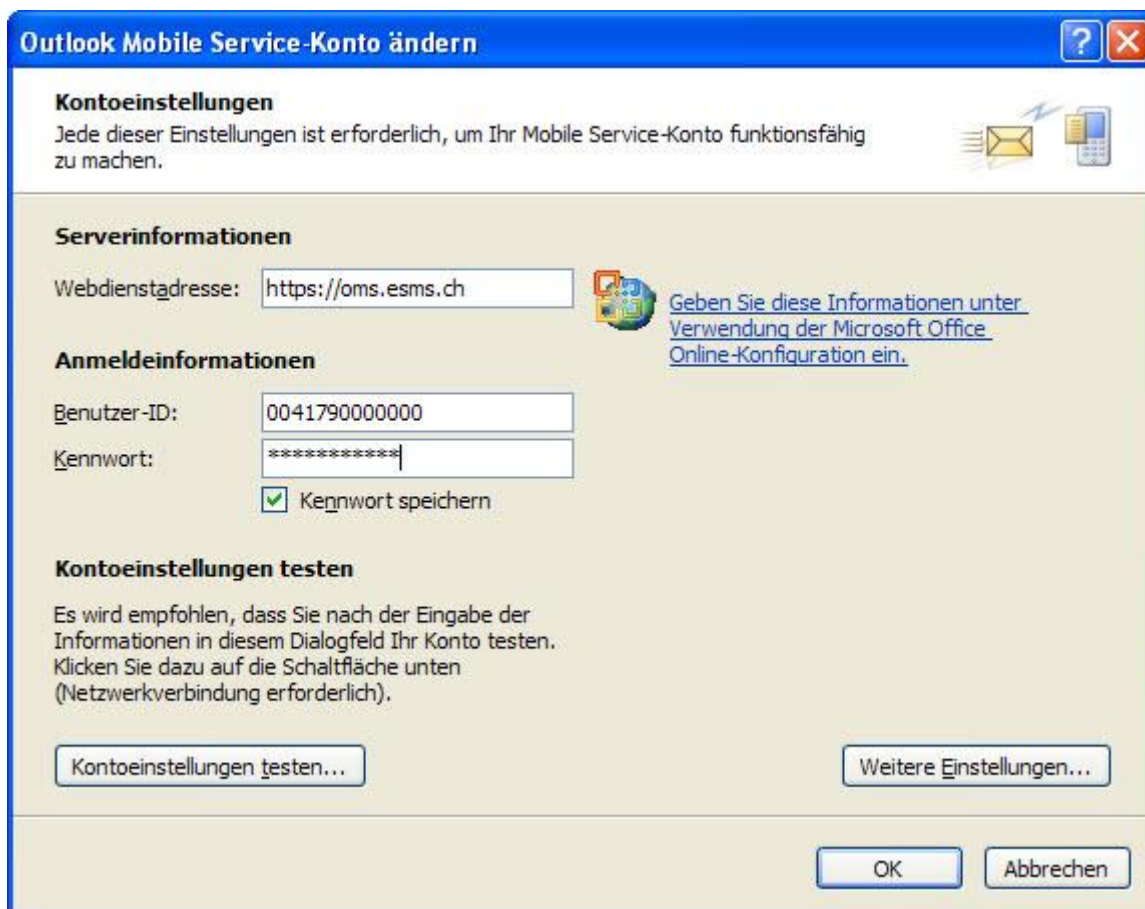 Outlook Mobile Service-Konto ändern
Kontoeinstellungen
Jede dieser Einstellungen ist erforderlich, um Ihr Mobile Service-Konto funktionsfähig
zu machen.
Serverinformationen
Webdienstadresse: https://oms.esms.ch
Geben Sie diese Informationen unter
Verwendung der Microsoft Office
Online-Konfiguration ein.
Anmeldeinformationen
Benutzer-ID: 0041790000000
Kennwort: ***********
Kennwort speichern
Kontoeinstellungen testen
Es wird empfohlen, dass Sie nach der Eingabe der
Informationen in diesem Dialogfeld Ihr Konto testen.
Klicken Sie dazu auf die Schaltfläche unten
(Netzwerkverbindung erforderlich).
Kontoeinstellungen testen... Weitere Einstellungen...
OK Abbrechen